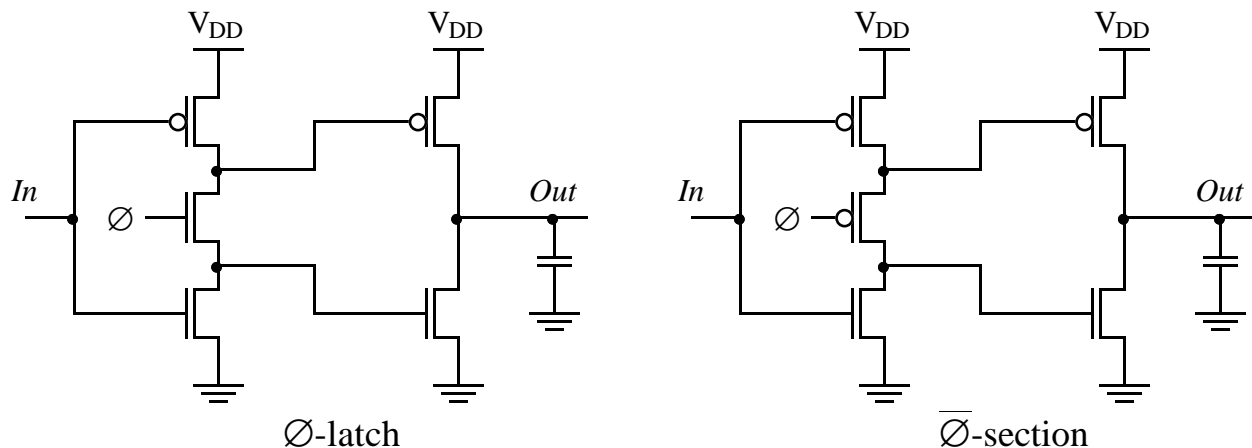 V_DD V_DD V_DD V_DD
In ∅ Out In ∅ Out
∅-latch ∅̅-section